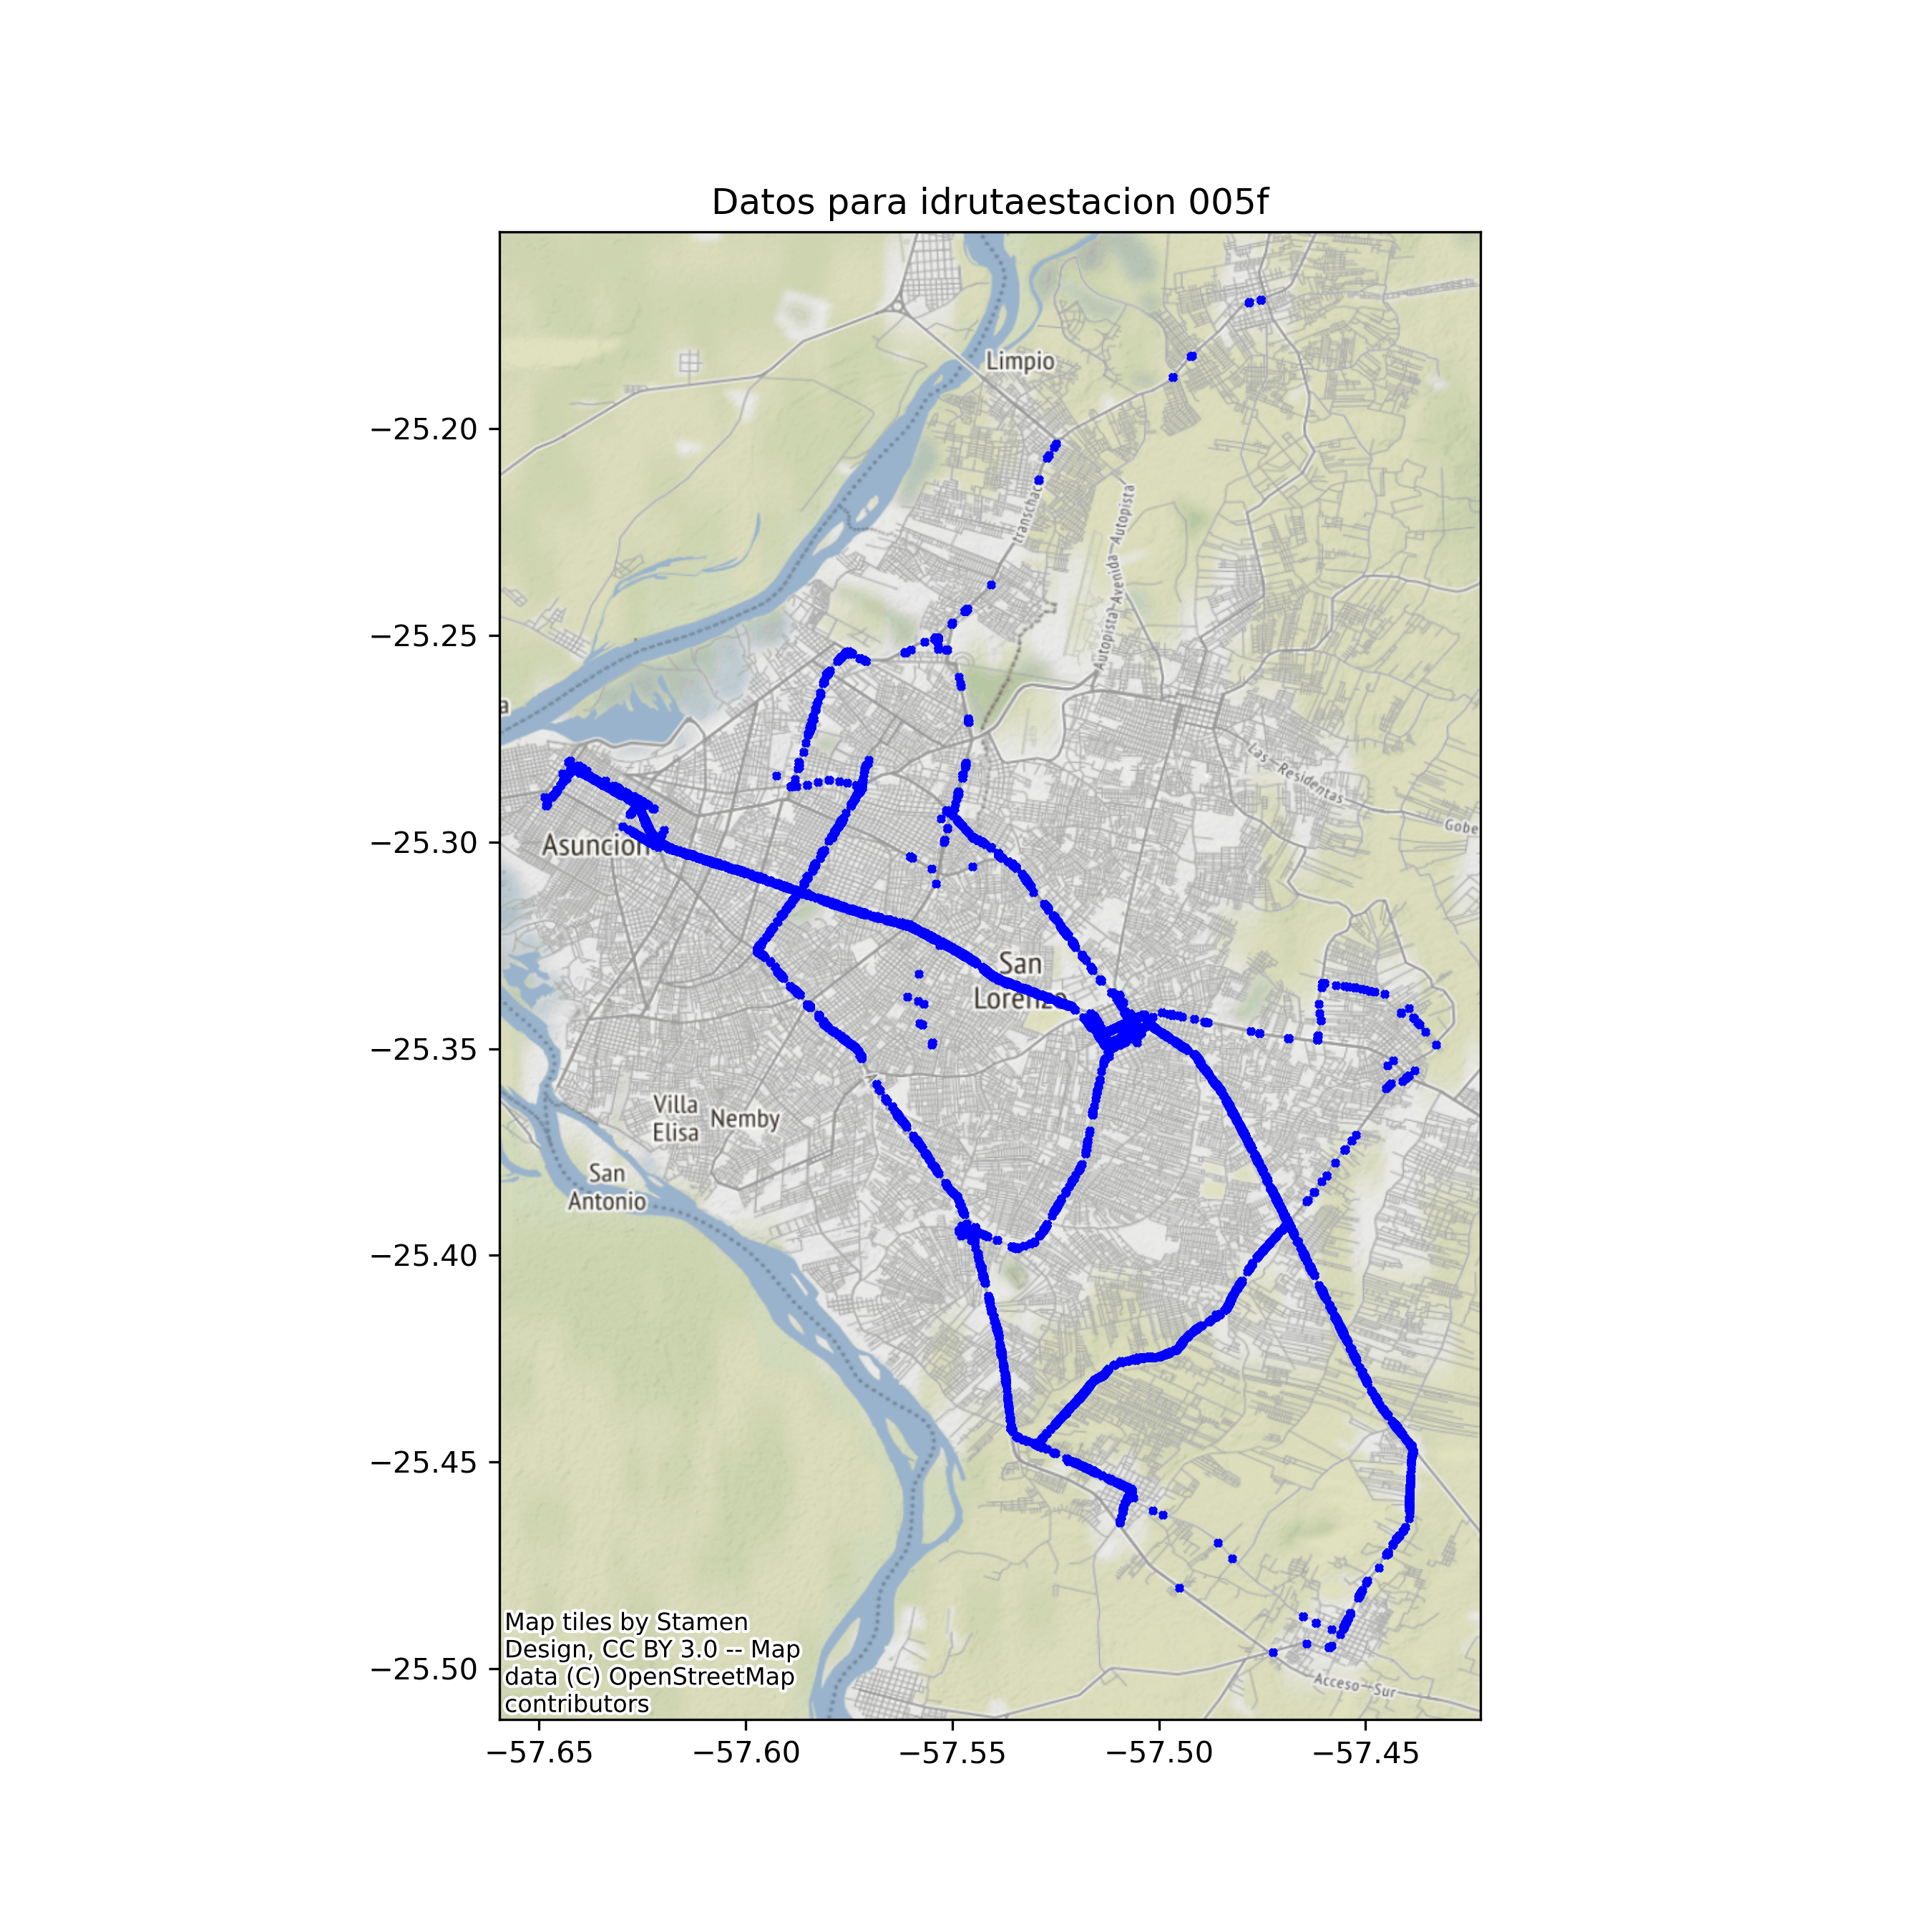 Datos para idrutaestacion 005f
Limpio
transchaco
Autopista Avenida Autopista
−25.20
−25.25
a
Las Residentas
Gobe
−25.30
Asuncion
San
Lorenzo
−25.35
Villa
Elisa
Nemby
San
Antonio
−25.40
−25.45
−25.50
Acceso Sur
Map tiles by Stamen
Design, CC BY 3.0 -- Map
data (C) OpenStreetMap
contributors
−57.65
−57.60
−57.55
−57.50
−57.45